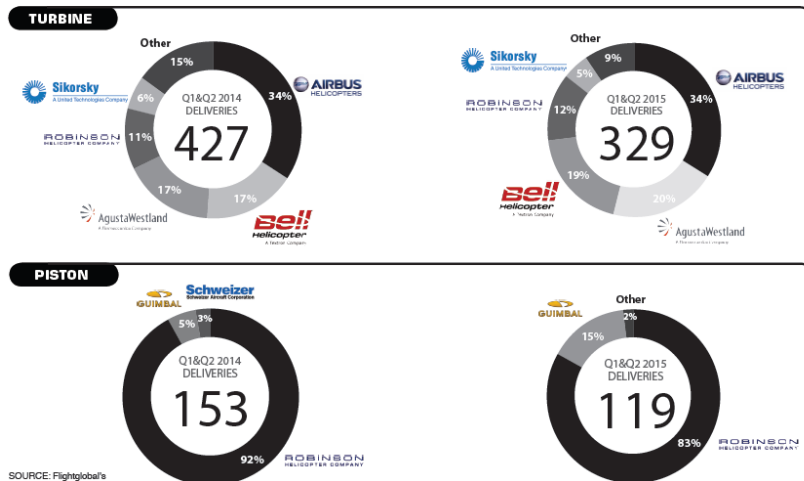 TURBINE
Other
15%
Sikorsky
A United Technologies Company
6%
34%
AIRBUS
HELICOPTERS
Q1&Q2 2014
DELIVERIES
427
ROBINSON
HELICOPTER COMPANY
11%
17%
17%
AgustaWestland
Bell
Helicopter
A Textron Company
Other
9%
Sikorsky
A United Technologies Company
5%
34%
AIRBUS
HELICOPTERS
Q1&Q2 2015
DELIVERIES
329
ROBINSON
HELICOPTER COMPANY
12%
19%
Bell
Helicopter
A Textron Company
20%
AgustaWestland
PISTON
GUIMBAL
Schweizer
Schweizer Aircraft Corporation
5%
3%
Q1&Q2 2014
DELIVERIES
153
92%
ROBINSON
HELICOPTER COMPANY
GUIMBAL
Other
15%
2%
Q1&Q2 2015
DELIVERIES
119
83%
ROBINSON
HELICOPTER COMPANY
SOURCE: Flightglobal's